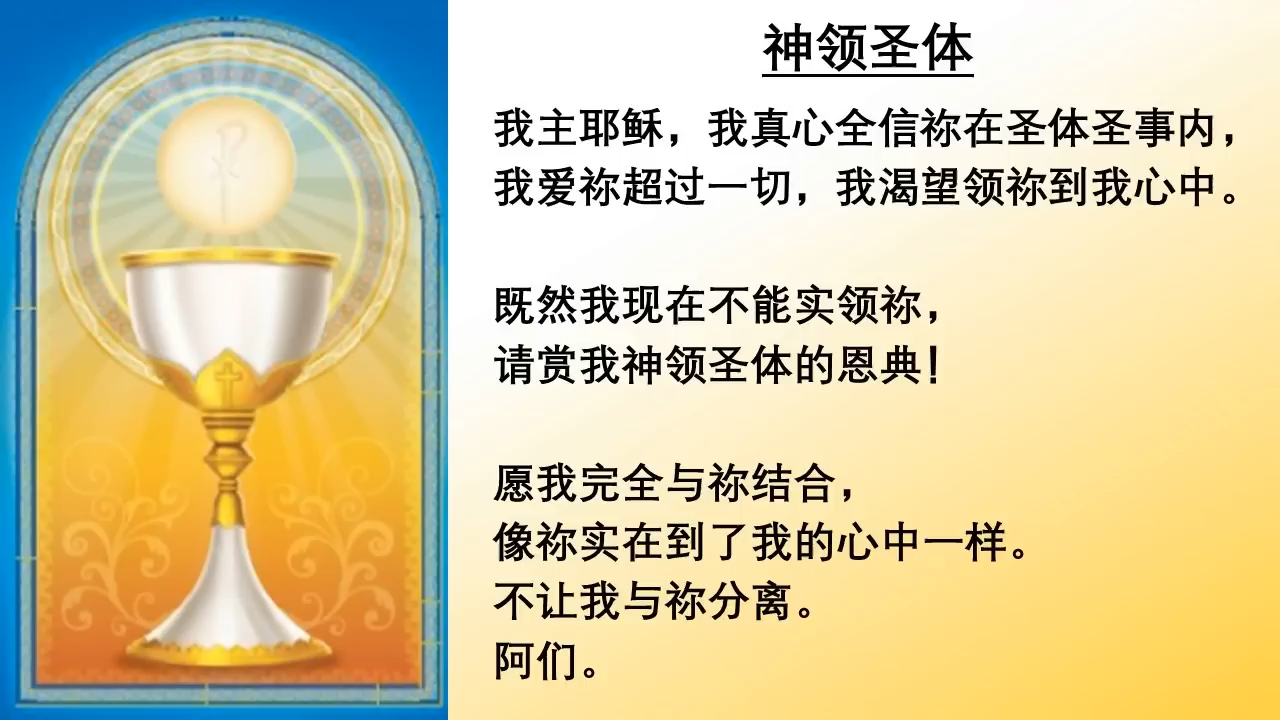 神领圣体
我主耶稣，我真心全信祢在圣体圣事内，
我爱祢超过一切，我渴望领祢到我心中。
既然我现在不能实领祢，
请赏我神领圣体的恩典！
愿我完全与祢结合，
像祢实在到了我的心中一样。
不让我与祢分离。
阿们。